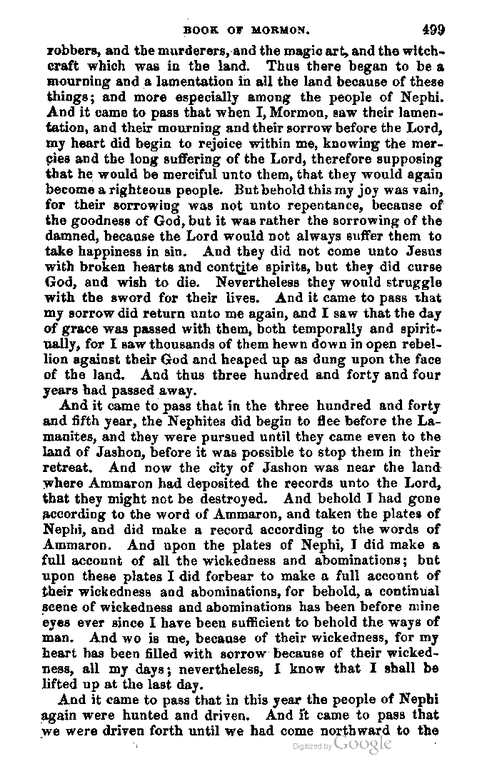 BOOK OF MORMON. 499
robbers, and the murderers, and the magic art, and the witch-
craft which was in the land. Thus there began to be a
mourning and a lamentation in all the land because of these
things; and more especially among the people of Nephi.
And it came to pass that when I, Mormon, saw their lamen-
tation, and their mourning and their sorrow before the Lord,
my heart did begin to rejoice within me, knowing the mer-
cies and the long suffering of the Lord, therefore supposing
that he would be merciful unto them, that they would again
become a righteous people. But behold this my joy was vain,
for their sorrowing was not unto repentance, because of
the goodness of God, but it was rather the sorrowing of the
damned, because the Lord would not always suffer them to
take happiness in sin. And they did not come unto Jesus
with broken hearts and contrite spirits, but they did curse
God, and wish to die. Nevertheless they would struggle
with the sword for their lives. And it came to pass that
my sorrow did return unto me again, and I saw that the day
of grace was passed with them, both temporally and spirit-
ually, for I saw thousands of them hewn down in open rebel-
lion against their God and heaped up as dung upon the face
of the land. And thus three hundred and forty and four
years had passed away.
And it came to pass that in the three hundred and forty
and fifth year, the Nephites did begin to flee before the La-
manites, and they were pursued until they came even to the
land of Jashon, before it was possible to stop them in their
retreat. And now the city of Jashon was near the land
where Ammaron had deposited the records unto the Lord,
that they might not be destroyed. And behold I had gone
according to the word of Ammaron, and taken the plates of
Nephi, and did make a record according to the words of
Ammaron. And upon the plates of Nephi, I did make a
full account of all the wickedness and abominations; but
upon these plates I did forbear to make a full account of
their wickedness and abominations, for behold, a continual
scene of wickedness and abominations has been before mine
eyes ever since I have been sufficient to behold the ways of
man. And wo is me, because of their wickedness, for my
heart has been filled with sorrow because of their wicked-
ness, all my days; nevertheless, I know that I shall be
lifted up at the last day.
And it came to pass that in this year the people of Nephi
again were hunted and driven. And it came to pass that
we were driven forth until we had come northward to the
Digitized by Google